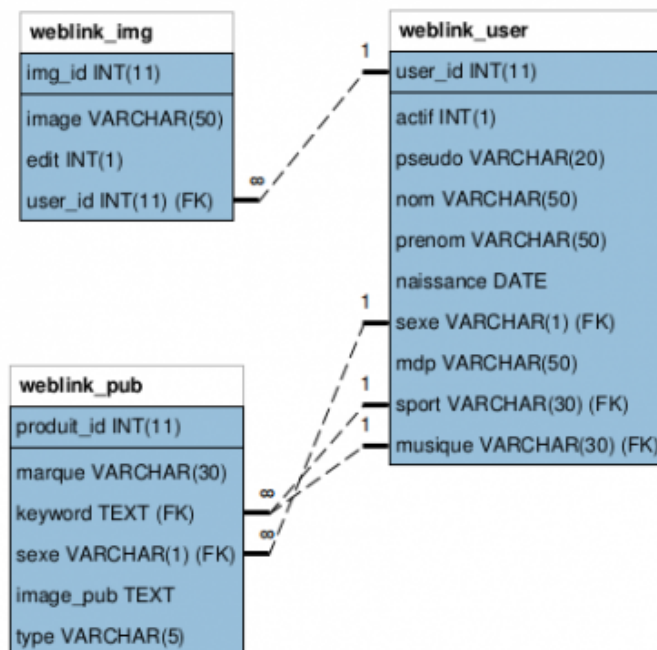 weblink_img
img_id INT(11)
image VARCHAR(50)
edit INT(1)
user_id INT(11) (FK)
∞
1
weblink_user
user_id INT(11)
actif INT(1)
pseudo VARCHAR(20)
nom VARCHAR(50)
prenom VARCHAR(50)
naissance DATE
1
sexe VARCHAR(1) (FK)
mdp VARCHAR(50)
1
sport VARCHAR(30) (FK)
1
musique VARCHAR(30) (FK)
weblink_pub
produit_id INT(11)
marque VARCHAR(30)
∞
keyword TEXT (FK)
∞
sexe VARCHAR(1) (FK)
image_pub TEXT
type VARCHAR(5)